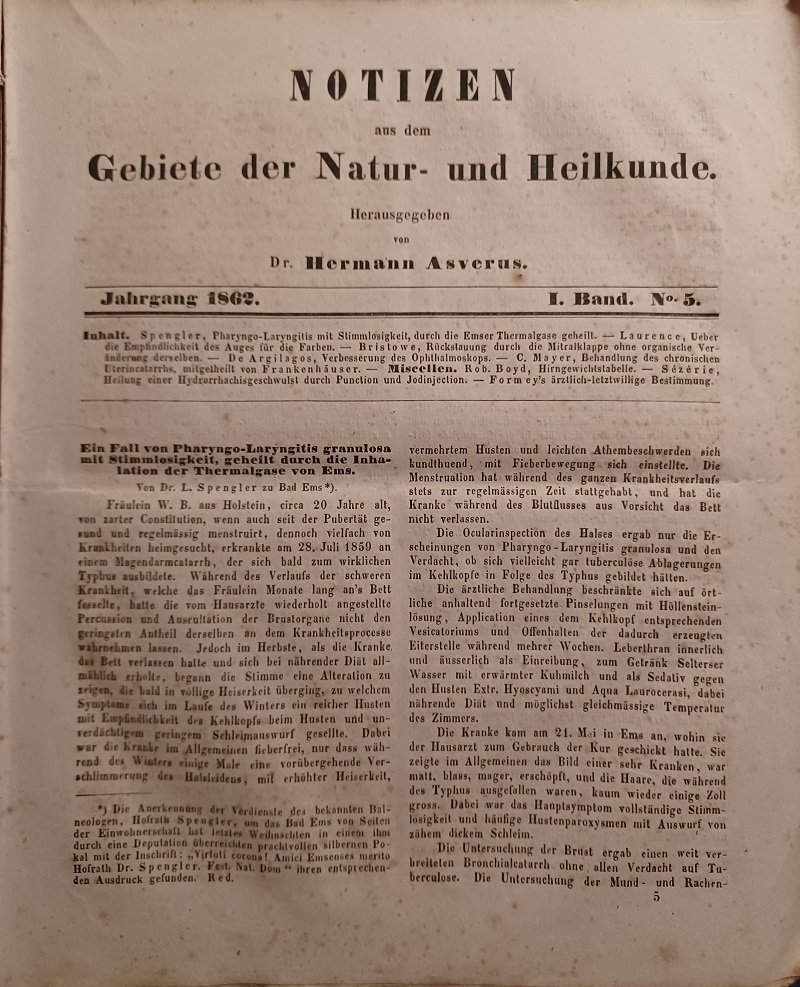 NOTIZEN
aus dem
Gebiete der Natur- und Heilkunde.
Herausgegeben
von
Dr. Hermann Asverus.
Jahrgang 1862.
I. Band. No. 5.
Inhalt. Spengler, Pharyngo-Laryngitis mit Stimmlosigkeit, durch die Emser Thermalgase geheilt. — Laurence, Ueber
die Empfindlichkeit des Auges für die Farben. — Bristowe, Rückstauung durch die Mitralklappe ohne organische Ver-
änderung derselben. — De Argilagos, Verbesserung des Ophthalmoskops. — C. Mayer, Behandlung des chronischen
Uterincatarrhs, mitgetheilt von Frankenhäuser. — Miscellen. Rob. Boyd, Hirngewichtstabelle. — Sézérie,
Heilung einer Hydrorrhachisgeschwulst durch Punction und Jodinjection. — Formey's ärztlich-letztwillige Bestimmung.
Ein Fall von Pharyngo-Laryngitis granulosa
mit Stimmlosigkeit, geheilt durch die Inha-
lation der Thermalgase von Ems.
Von Dr. L. Spengler zu Bad Ems*).
Fräulein W. B. aus Holstein, circa 20 Jahre alt,
von zarter Constitution, wenn auch seit der Pubertät ge-
sund und regelmässig menstruirt, dennoch vielfach von
Krankheiten heimgesucht, erkrankte am 28. Juli 1859 an
einem Magendarmcatarrh, der sich bald zum wirklichen
Typhus ausbildete. Während des Verlaufs der schweren
Krankheit, welche das Fräulein Monate lang an's Bett
fesselte, hatte die vom Hausarzte wiederholt angestellte
Percussion und Auscultation der Brustorgane nicht den
geringsten Antheil derselben an dem Krankheitsprocesse
wahrnehmen lassen. Jedoch im Herbste, als die Kranke
das Bett verlassen hatte und sich bei nährender Diät all-
mählich erholte, begann die Stimme eine Alteration zu
zeigen, die bald in völlige Heiserkeit überging, zu welchem
Symptome sich im Laufe des Winters ein reicher Husten
mit Empfindlichkeit des Kehlkopfs beim Husten und un-
verdächtigem geringem Schleimauswurf gesellte. Dabei
war die Kranke im Allgemeinen fieberfrei, nur dass wäh-
rend des Winters einige Male eine vorübergehende Ver-
schlimmerung des Halsleidens, mit erhöhter Heiserkeit,
*) Die Anerkennung der Verdienste des bekannten Bal-
neologen, Hofrath Spengler, um das Bad Ems von Seiten
der Einwohnerschaft hat letztes Weihnachten in einem ihm
durch eine Deputation überreichten prachtvollen silbernen Po-
kal mit der Inschrift: „Virtuti corona! Amici Emsenses merito
Hofrath Dr. Spengler. Fest. Nat. Dom“ ihren entsprechen-
den Ausdruck gefunden. Red.
vermehrtem Husten und leichten Athembeschwerden sich
kundthuend, mit Fieberbewegung sich einstellte. Die
Menstruation hat während des ganzen Krankheitsverlaufs
stets zur regelmässigen Zeit stattgehabt, und hat die
Kranke während des Blutflusses aus Vorsicht das Bett
nicht verlassen.
Die Ocularinspection des Halses ergab nur die Er-
scheinungen von Pharyngo-Laryngitis granulosa und den
Verdacht, ob sich vielleicht gar tuberculöse Ablagerungen
im Kehlkopfe in Folge des Typhus gebildet hätten.
Die ärztliche Behandlung beschränkte sich auf ört-
liche anhaltend fortgesetzte Pinselungen mit Höllenstein-
lösung, Application eines dem Kehlkopf entsprechenden
Vesicatoriums und Offenhalten der dadurch erzeugten
Eiterstelle während mehrer Wochen. Leberthran innerlich
und äusserlich als Einreibung, zum Getränk Selterser
Wasser mit erwärmter Kuhmilch und als Sedativ gegen
den Husten Extr. Hyoscyami und Aqua Laurocerasi, dabei
nährende Diät und möglichst gleichmässige Temperatur
des Zimmers.
Die Kranke kam am 21. Mai in Ems an, wohin sie
der Hausarzt zum Gebrauch der Kur geschickt hatte. Sie
zeigte im Allgemeinen das Bild einer sehr Kranken, war
matt, blass, mager, erschöpft, und die Haare, die während
des Typhus ausgefallen waren, kaum wieder einige Zoll
gross. Dabei war das Hauptsymptom vollständige Stimm-
losigkeit und häufige Hustenparoxysmen mit Auswurf von
zähem dickem Schleim.
Die Untersuchung der Brust ergab einen weit ver-
breiteten Bronchialcatarrh ohne allen Verdacht auf Tu-
berculose. Die Untersuchung der Mund- und Rachen-
5